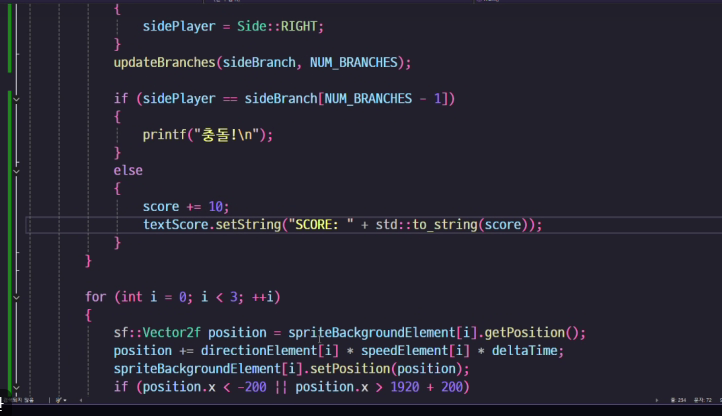 {
sidePlayer = Side::RIGHT;
}
updateBranches(sideBranch, NUM_BRANCHES);
if (sidePlayer == sideBranch[NUM_BRANCHES - 1])
{
printf("충돌!\n");
}
else
{
score += 10;
textScore.setString("SCORE: " + std::to_string(score));
}
}
for (int i = 0; i < 3; ++i)
{
sf::Vector2f position = spriteBackgroundElement[i].getPosition();
position += directionElement[i] * speedElement[i] * deltaTime;
spriteBackgroundElement[i].setPosition(position);
if (position.x < -200 || position.x > 1920 + 200)